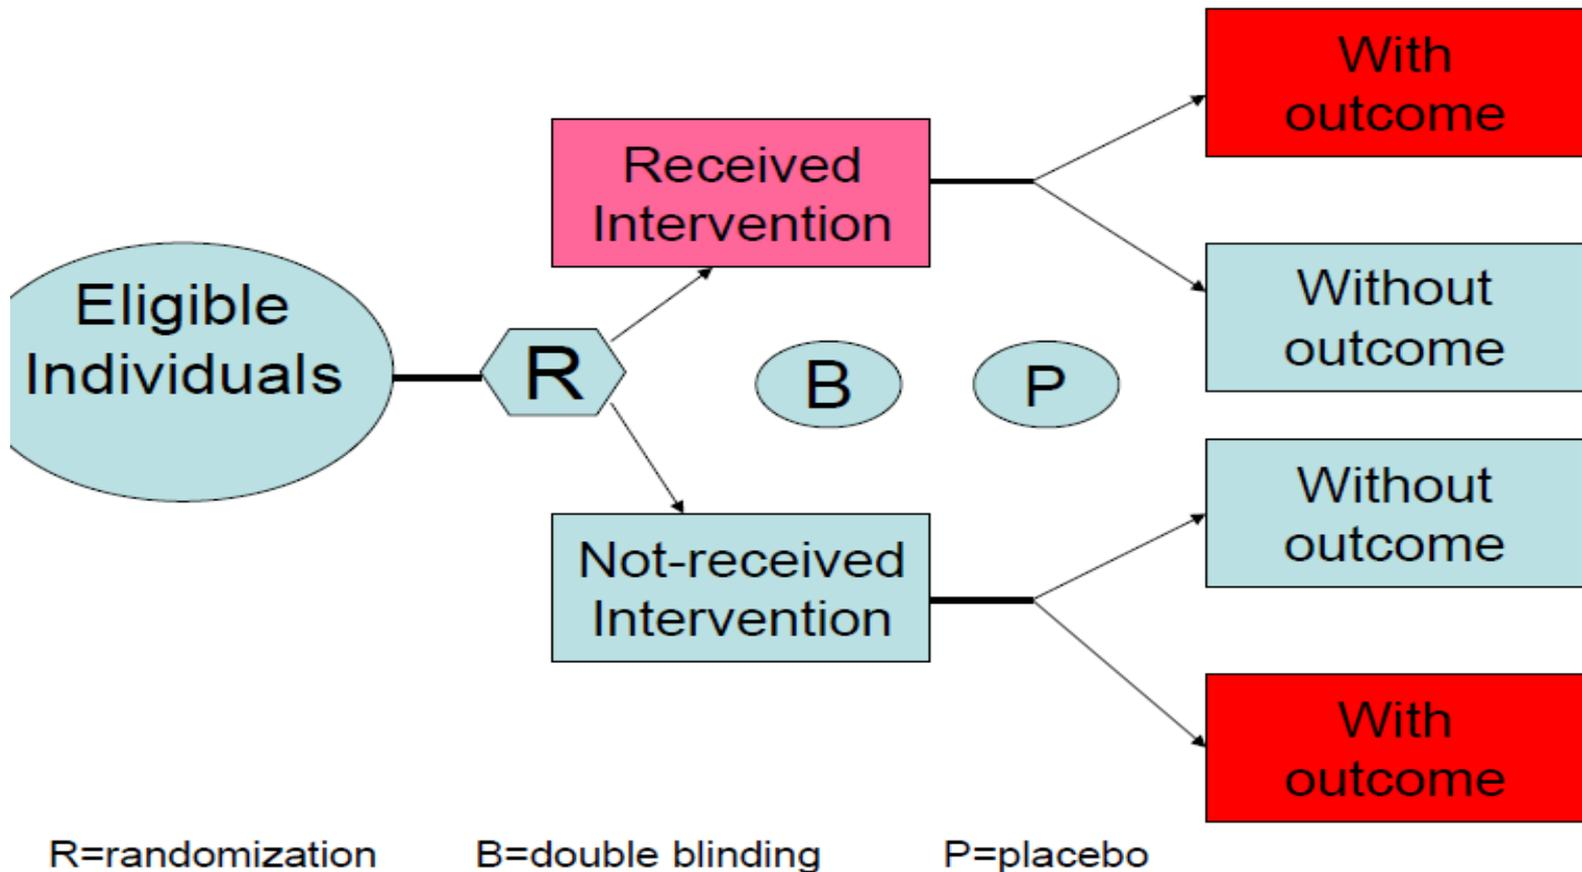 With
outcome
Received
Intervention
Eligible
Individuals
Without
outcome
R
B
P
Without
outcome
Not-received
Intervention
With
outcome
R=randomization B=double blinding P=placebo